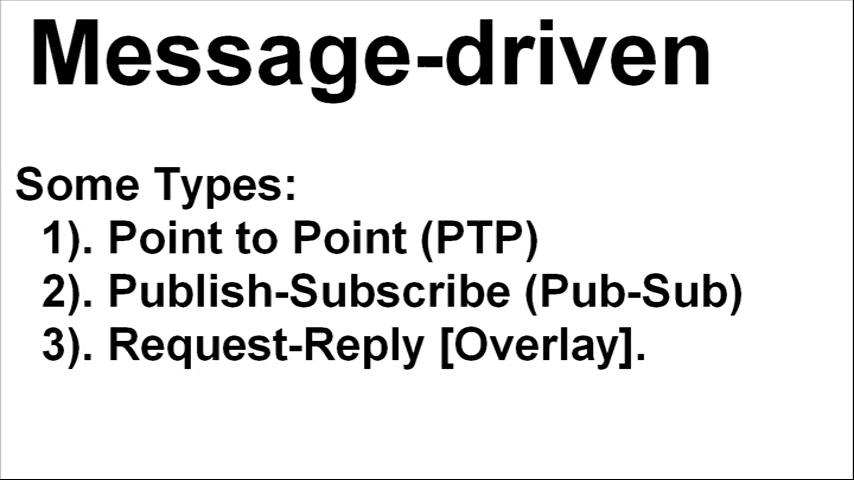 Message-driven
Some Types:
1). Point to Point (PTP)
2). Publish-Subscribe (Pub-Sub)
3). Request-Reply [Overlay].